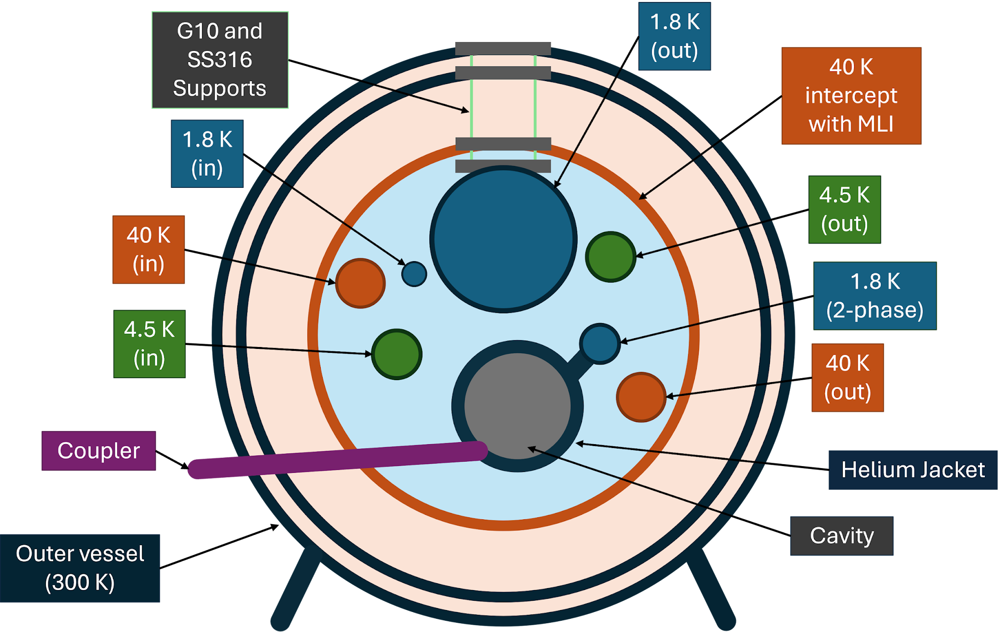 G10 and
SS316
Supports
1.8 K
(out)
40 K
intercept
with MLI
1.8 K
(in)
4.5 K
(out)
40 K
(in)
1.8 K
(2-phase)
4.5 K
(in)
40 K
(out)
Coupler
Helium Jacket
Cavity
Outer vessel
(300 K)